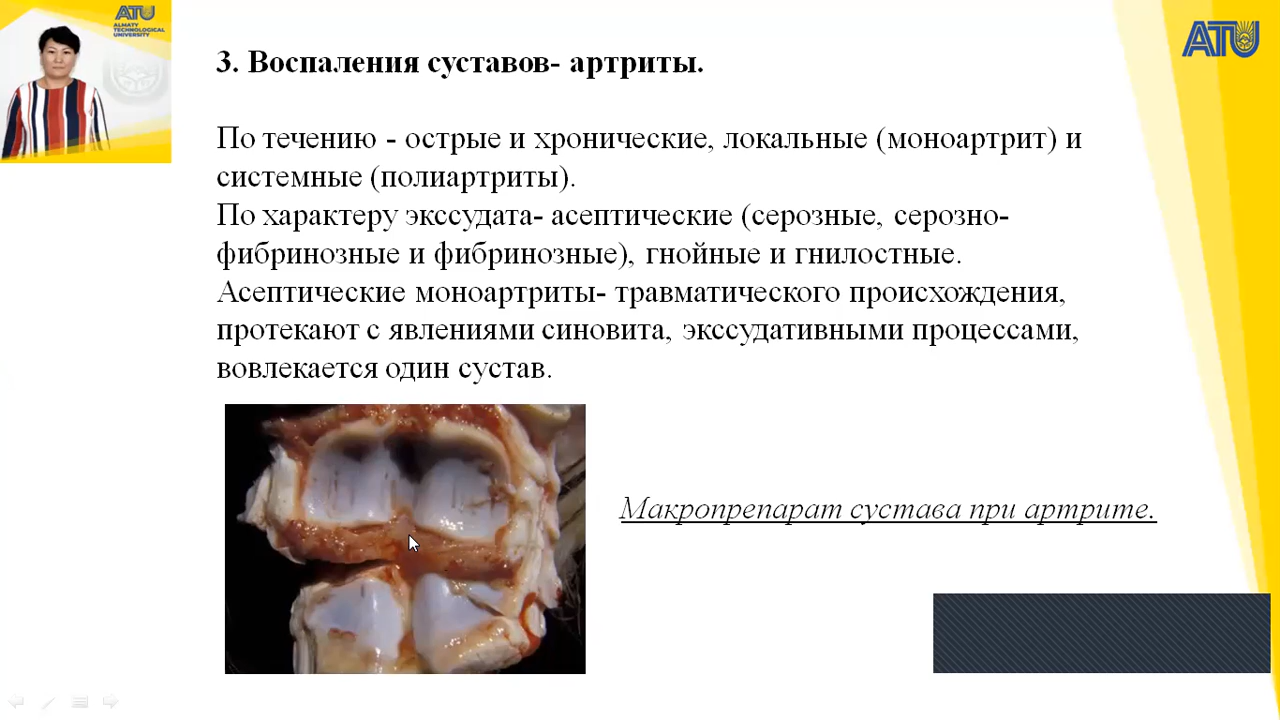 ATU
ALMATY
TECHNOLOGICAL
UNIVERSITY
ATU
3. Воспаления суставов- артриты.
По течению - острые и хронические, локальные (моноартрит) и
системные (полиартриты).
По характеру экссудата- асептические (серозные, серозно-
фибринозные и фибринозные), гнойные и гнилостные.
Асептические моноартриты- травматического происхождения,
протекают с явлениями синовита, экссудативными процессами,
вовлекается один сустав.
Макропрепарат сустава при артрите.